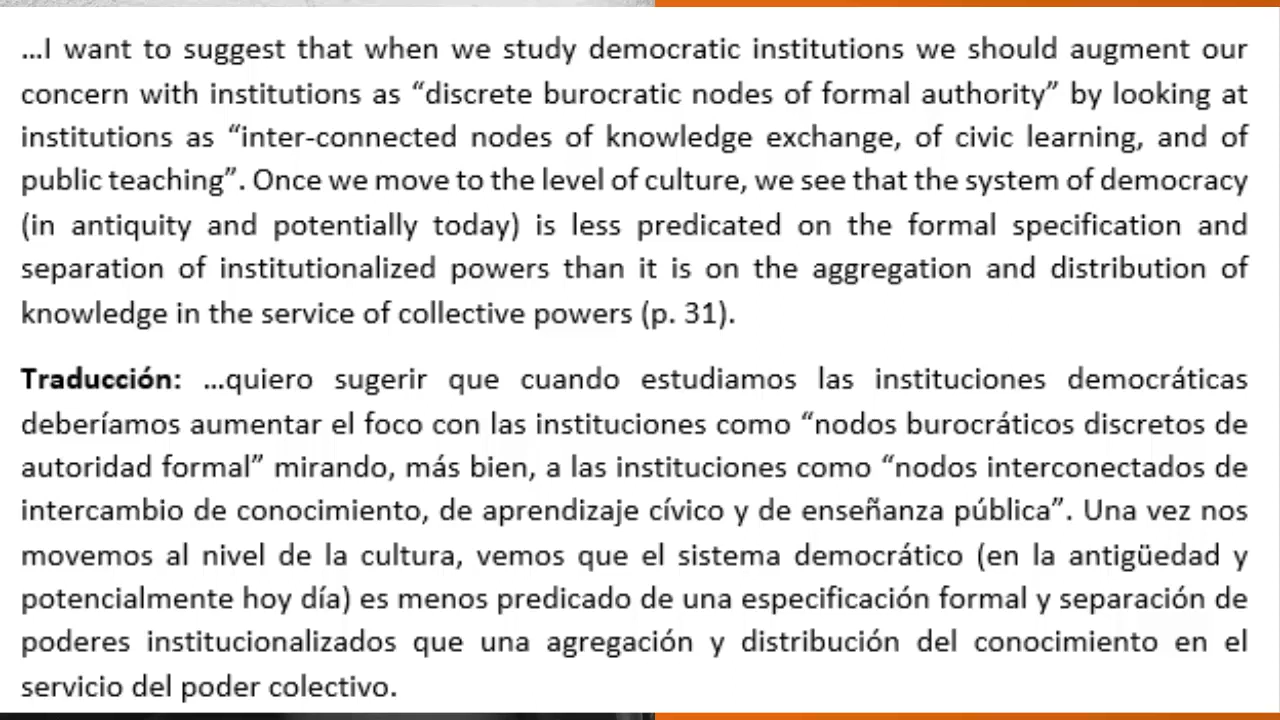 …I want to suggest that when we study democratic institutions we should augment our
concern with institutions as “discrete burocratic nodes of formal authority” by looking at
institutions as “inter-connected nodes of knowledge exchange, of civic learning, and of
public teaching”. Once we move to the level of culture, we see that the system of democracy
(in antiquity and potentially today) is less predicated on the formal specification and
separation of institutionalized powers than it is on the aggregation and distribution of
knowledge in the service of collective powers (p. 31).
Traducción: …quiero sugerir que cuando estudiamos las instituciones democráticas
deberíamos aumentar el foco con las instituciones como “nodos burocráticos discretos de
autoridad formal” mirando, más bien, a las instituciones como “nodos interconectados de
intercambio de conocimiento, de aprendizaje cívico y de enseñanza pública”. Una vez nos
movemos al nivel de la cultura, vemos que el sistema democrático (en la antigüedad y
potencialmente hoy día) es menos predicado de una especificación formal y separación de
poderes institucionalizados que una agregación y distribución del conocimiento en el
servicio del poder colectivo.